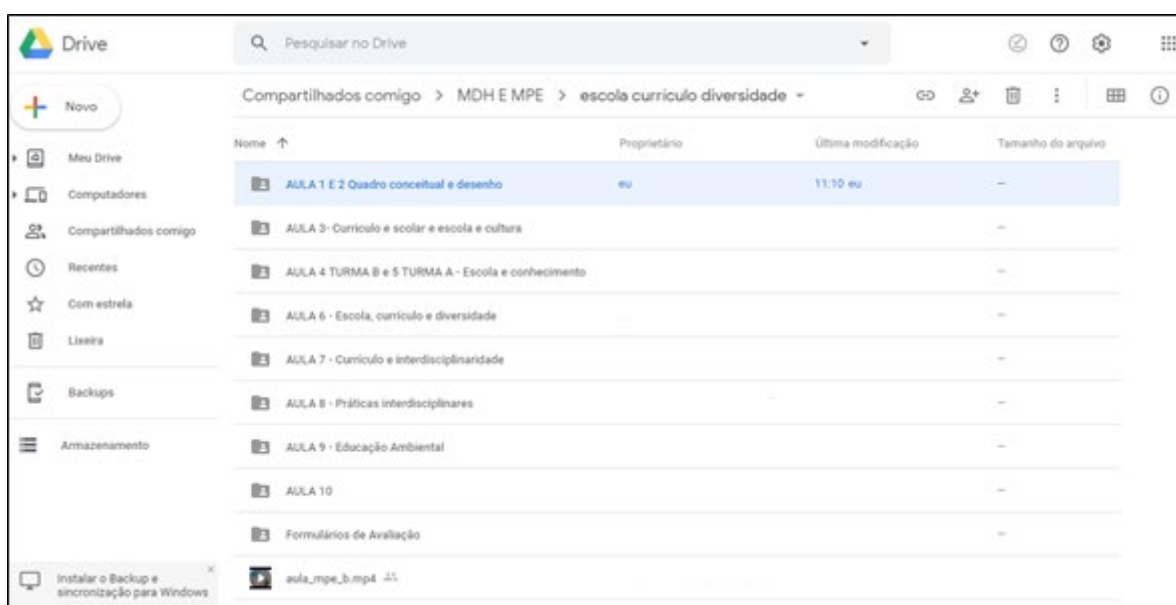 Drive
Pesquisar no Drive
Novo
Compartilhados comigo > MDH E MPE > escola curriculo diversidade
Nome Proprietário Última modificação Tamanho do arquivo
Meu Drive
Computadores
Compartilhados comigo
Recentes
Com estrela
Lixeira
Backups
Armazenamento
Instalar o Backup e
sincronização para Windows
AULA 1 E 2 Quadro conceitual e desenho eu 11:10 eu –
AULA 3- Curriculo e scolar e escola e cultura –
AULA 4 TURMA B e 5 TURMA A - Escola e conhecimento –
AULA 6 - Escola, currículo e diversidade –
AULA 7 - Currículo e interdisciplinaridade –
AULA 8 - Práticas interdisciplinares –
AULA 9 - Educação Ambiental –
AULA 10 –
Formulários de Avaliação –
aula_mpe_b.mp4